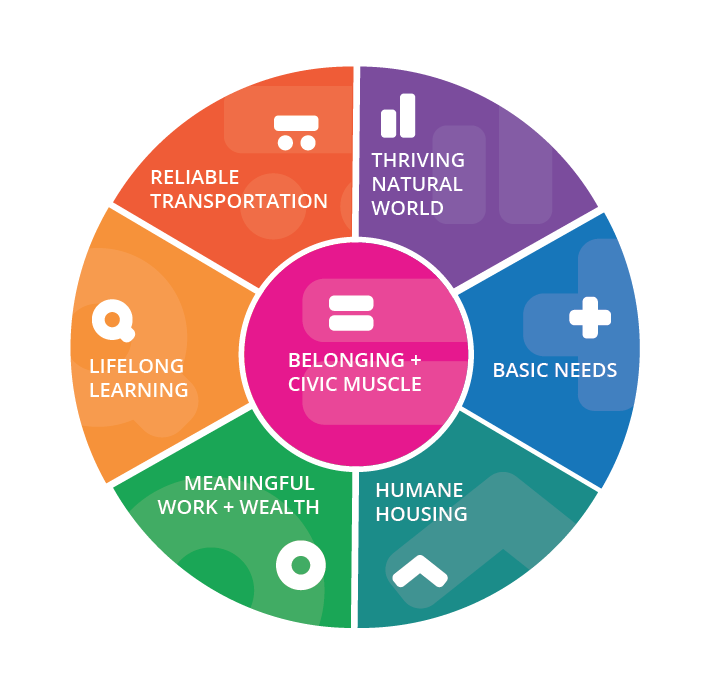 RELIABLE
TRANSPORTATION
THRIVING
NATURAL
WORLD
LIFELONG
LEARNING
BELONGING +
CIVIC MUSCLE
BASIC NEEDS
MEANINGFUL
WORK + WEALTH
HUMANE
HOUSING